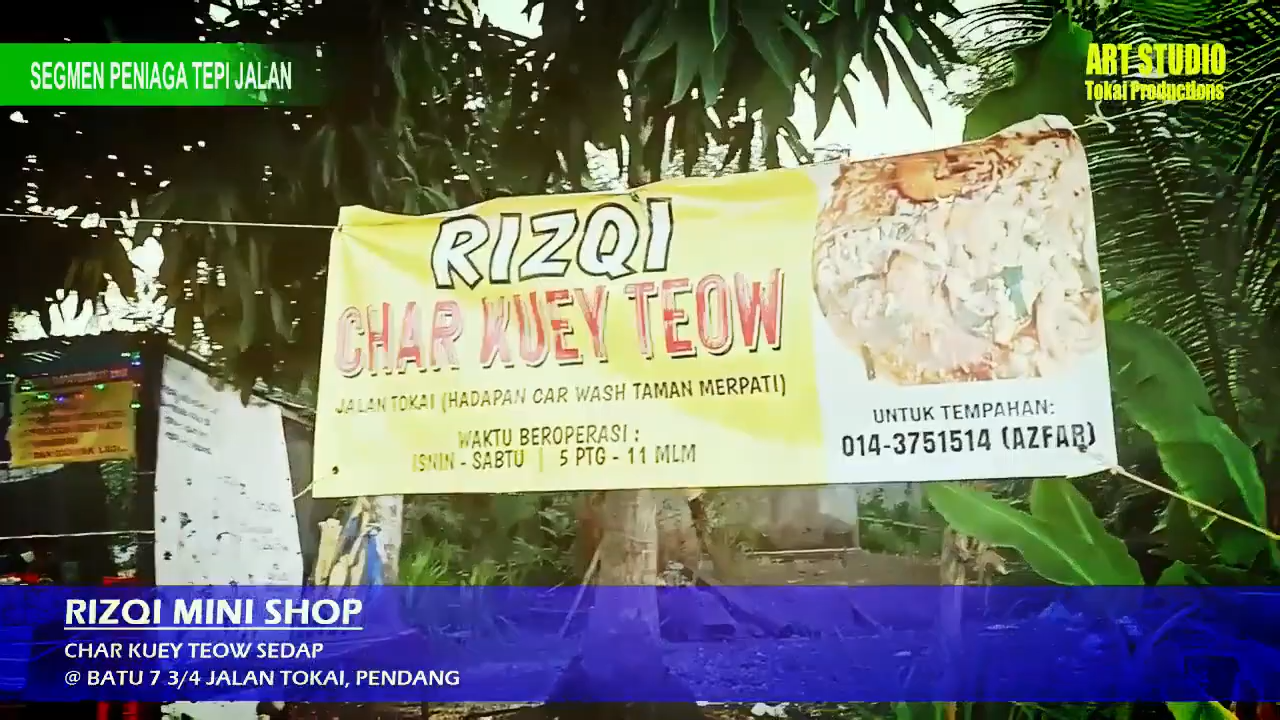 SEGMEN PENIAGA TEPI JALAN
ART STUDIO
Tokai Productions
RIZQI
CHAR KUEY TEOW
JALAN TOKAI (HADAPAN CAR WASH TAMAN MERPATI)
WAKTU BEROPERASI :
ISNIN - SABTU | 5 PTG - 11 MLM
UNTUK TEMPAHAN:
014-3751514 (AZFAR)
RIZQI MINI SHOP
CHAR KUEY TEOW SEDAP
@ BATU 7 3/4 JALAN TOKAI, PENDANG